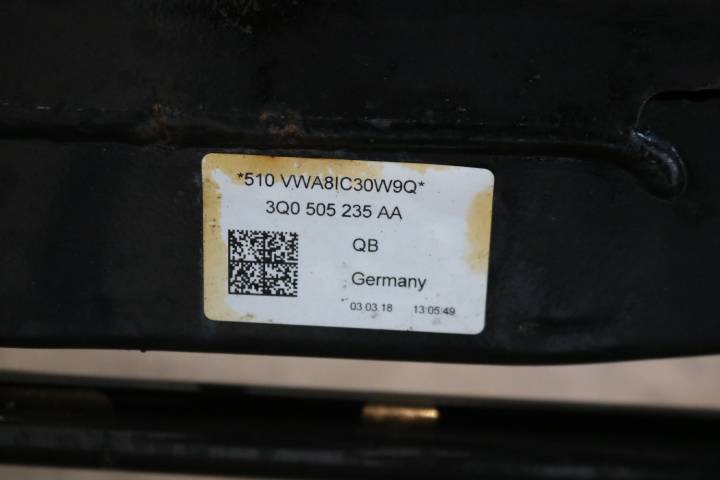 *510 VWA8IC30W9Q*
3Q0 505 235 AA
QB
Germany
03.03.18 13:05:49